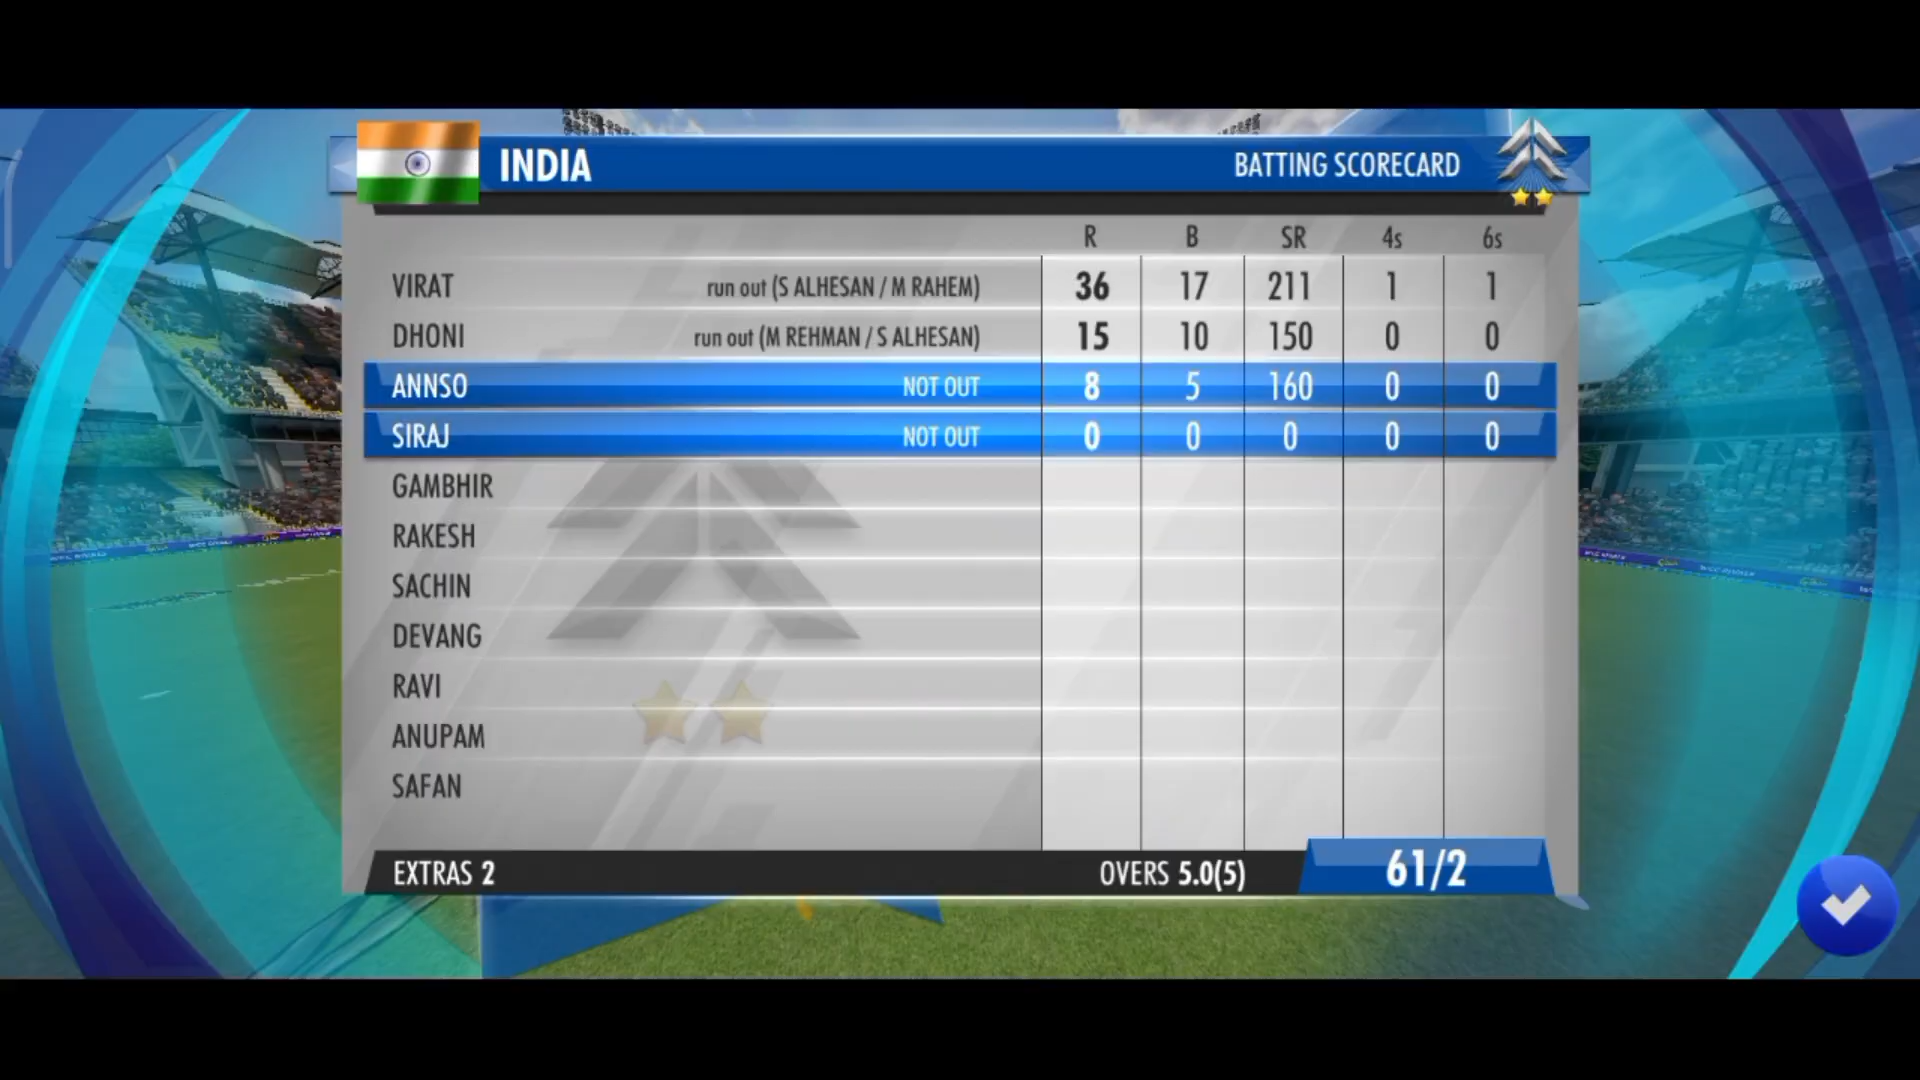 INDIA BATTING SCORECARD
R B SR 4s 6s
VIRAT run out (S ALHESAN / M RAHEM) 36 17 211 1 1
DHONI run out (M REHMAN / S ALHESAN) 15 10 150 0 0
ANNSO NOT OUT 8 5 160 0 0
SIRAJ NOT OUT 0 0 0 0 0
GAMBHIR
RAKESH
SACHIN
DEVANG
RAVI
ANUPAM
SAFAN
EXTRAS 2 OVERS 5.0(5) 61/2